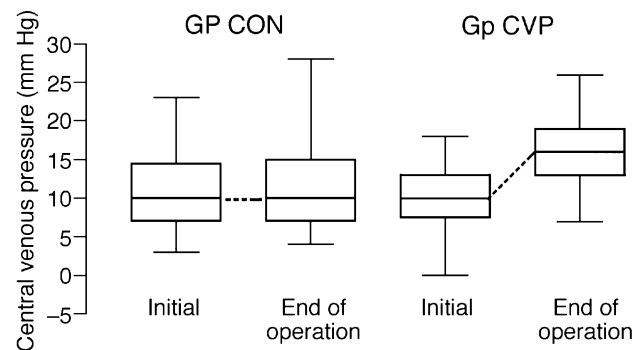 GP CON
Gp CVP
Central venous pressure (mm Hg)
30
25
20
15
10
5
0
–5
Initial
End of
operation
Initial
End of
operation